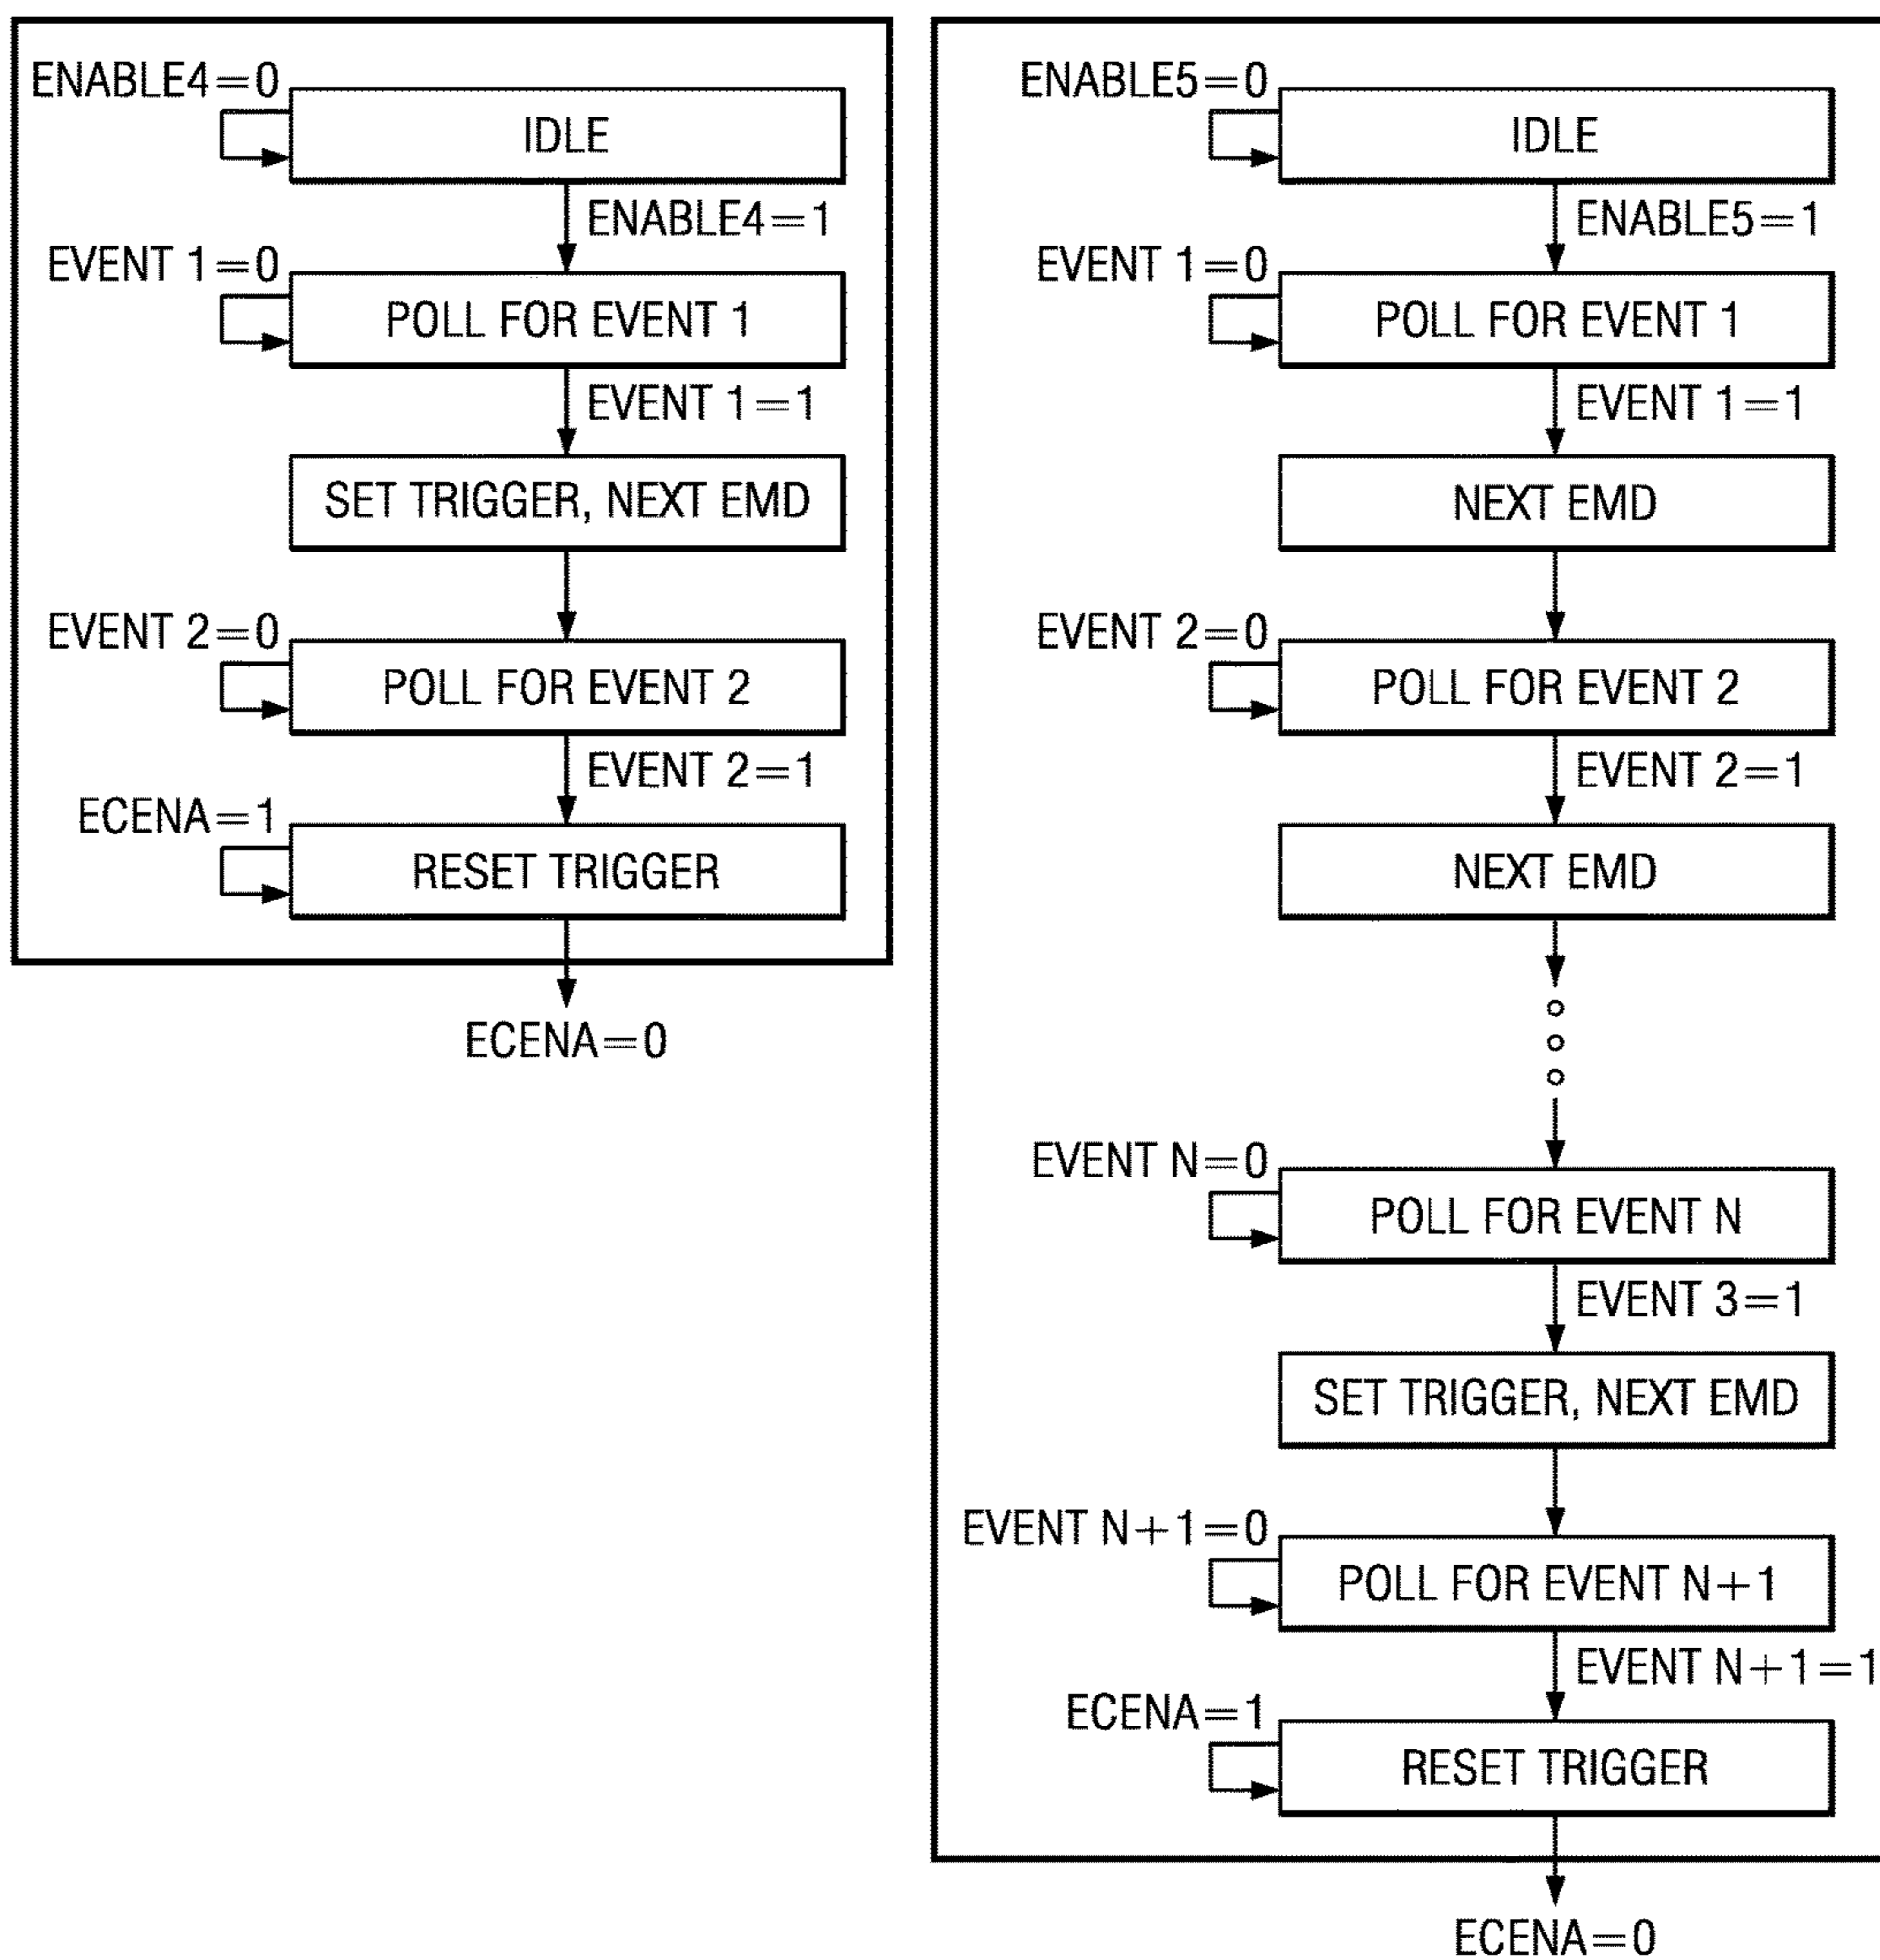 ENABLE4=0
IDLE
ENABLE4=1
EVENT 1=0
POLL FOR EVENT 1
EVENT 1=1
SET TRIGGER, NEXT EMD
EVENT 2=0
POLL FOR EVENT 2
EVENT 2=1
ECENA=1
RESET TRIGGER
ECENA=0
ENABLE5=0
IDLE
ENABLE5=1
EVENT 1=0
POLL FOR EVENT 1
EVENT 1=1
NEXT EMD
EVENT 2=0
POLL FOR EVENT 2
EVENT 2=1
NEXT EMD
EVENT N=0
POLL FOR EVENT N
EVENT 3=1
SET TRIGGER, NEXT EMD
EVENT N+1=0
POLL FOR EVENT N+1
EVENT N+1=1
ECENA=1
RESET TRIGGER
ECENA=0